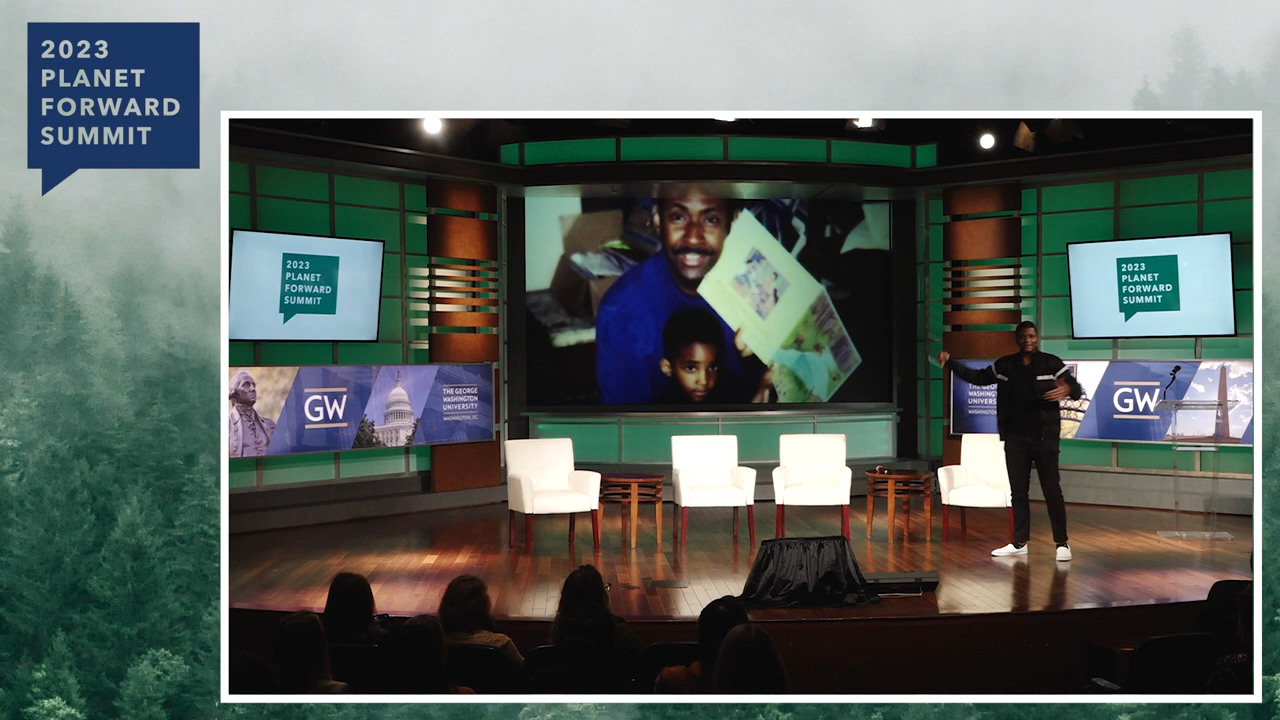 2023
PLANET
FORWARD
SUMMIT
2023
PLANET
FORWARD
SUMMIT
2023
PLANET
FORWARD
SUMMIT
GW
THE GEORGE
WASHINGTON
UNIVERSITY
WASHINGTON, DC
GW